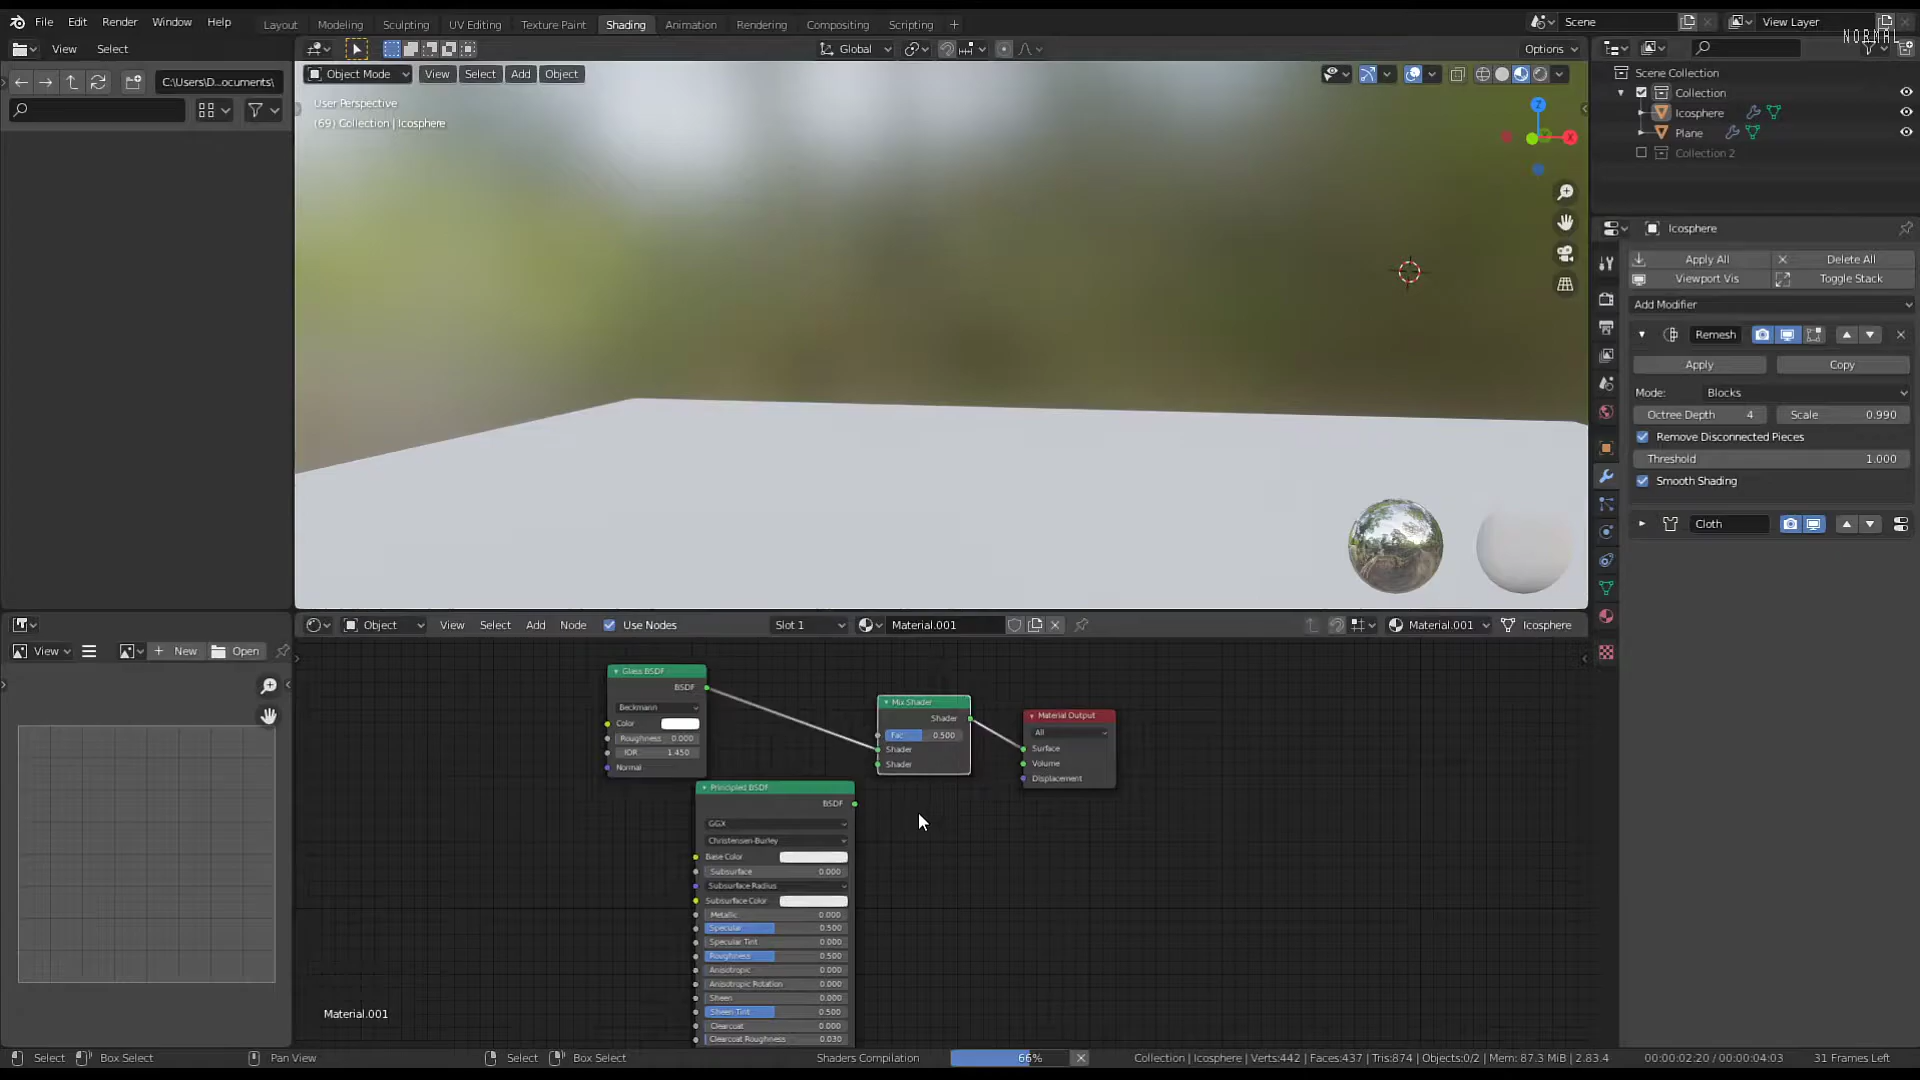 File Edit Render Window Help Layout Modeling Sculpting UV Editing Texture Paint Shading Animation Rendering Compositing Scripting + Scene View Layer
NORMAL
View Select Global Options
C:\Users\D...ocuments\ Object Mode View Select Add Object
User Perspective
(69) Collection | Icosphere
Z
X
Scene Collection
Collection
Icosphere
Plane
Collection 2
Icosphere
Apply All Delete All
Viewport Vis Toggle Stack
Add Modifier
Remesh
Apply Copy
Mode: Blocks
Octree Depth 4 Scale 0.990
Remove Disconnected Pieces
Threshold 1.000
Smooth Shading
Cloth
Object View Select Add Node Use Nodes Slot 1 Material.001 Material.001 Icosphere
View New Open
Glass BSDF
BSDF
Beckmann
Color
Roughness 0.000
IOR 1.450
Normal
Mix Shader
Shader
Fac 0.500
Shader
Shader
Material Output
All
Surface
Volume
Displacement
Principled BSDF
BSDF
GGX
Christensen-Burley
Base Color
Subsurface 0.000
Subsurface Radius
Subsurface Color
Metallic 0.000
Specular 0.500
Specular Tint 0.000
Roughness 0.500
Anisotropic 0.000
Anisotropic Rotation 0.000
Sheen 0.000
Sheen Tint 0.500
Clearcoat 0.000
Clearcoat Roughness 0.030
Material.001
Select Box Select Pan View Select Box Select Shaders Compilation 66% Collection | Icosphere | Verts:442 | Faces:437 | Tris:874 | Objects:0/2 | Mem: 87.3 MiB | 2.83.4 00:00:02:20 / 00:00:04:03 31 Frames Left